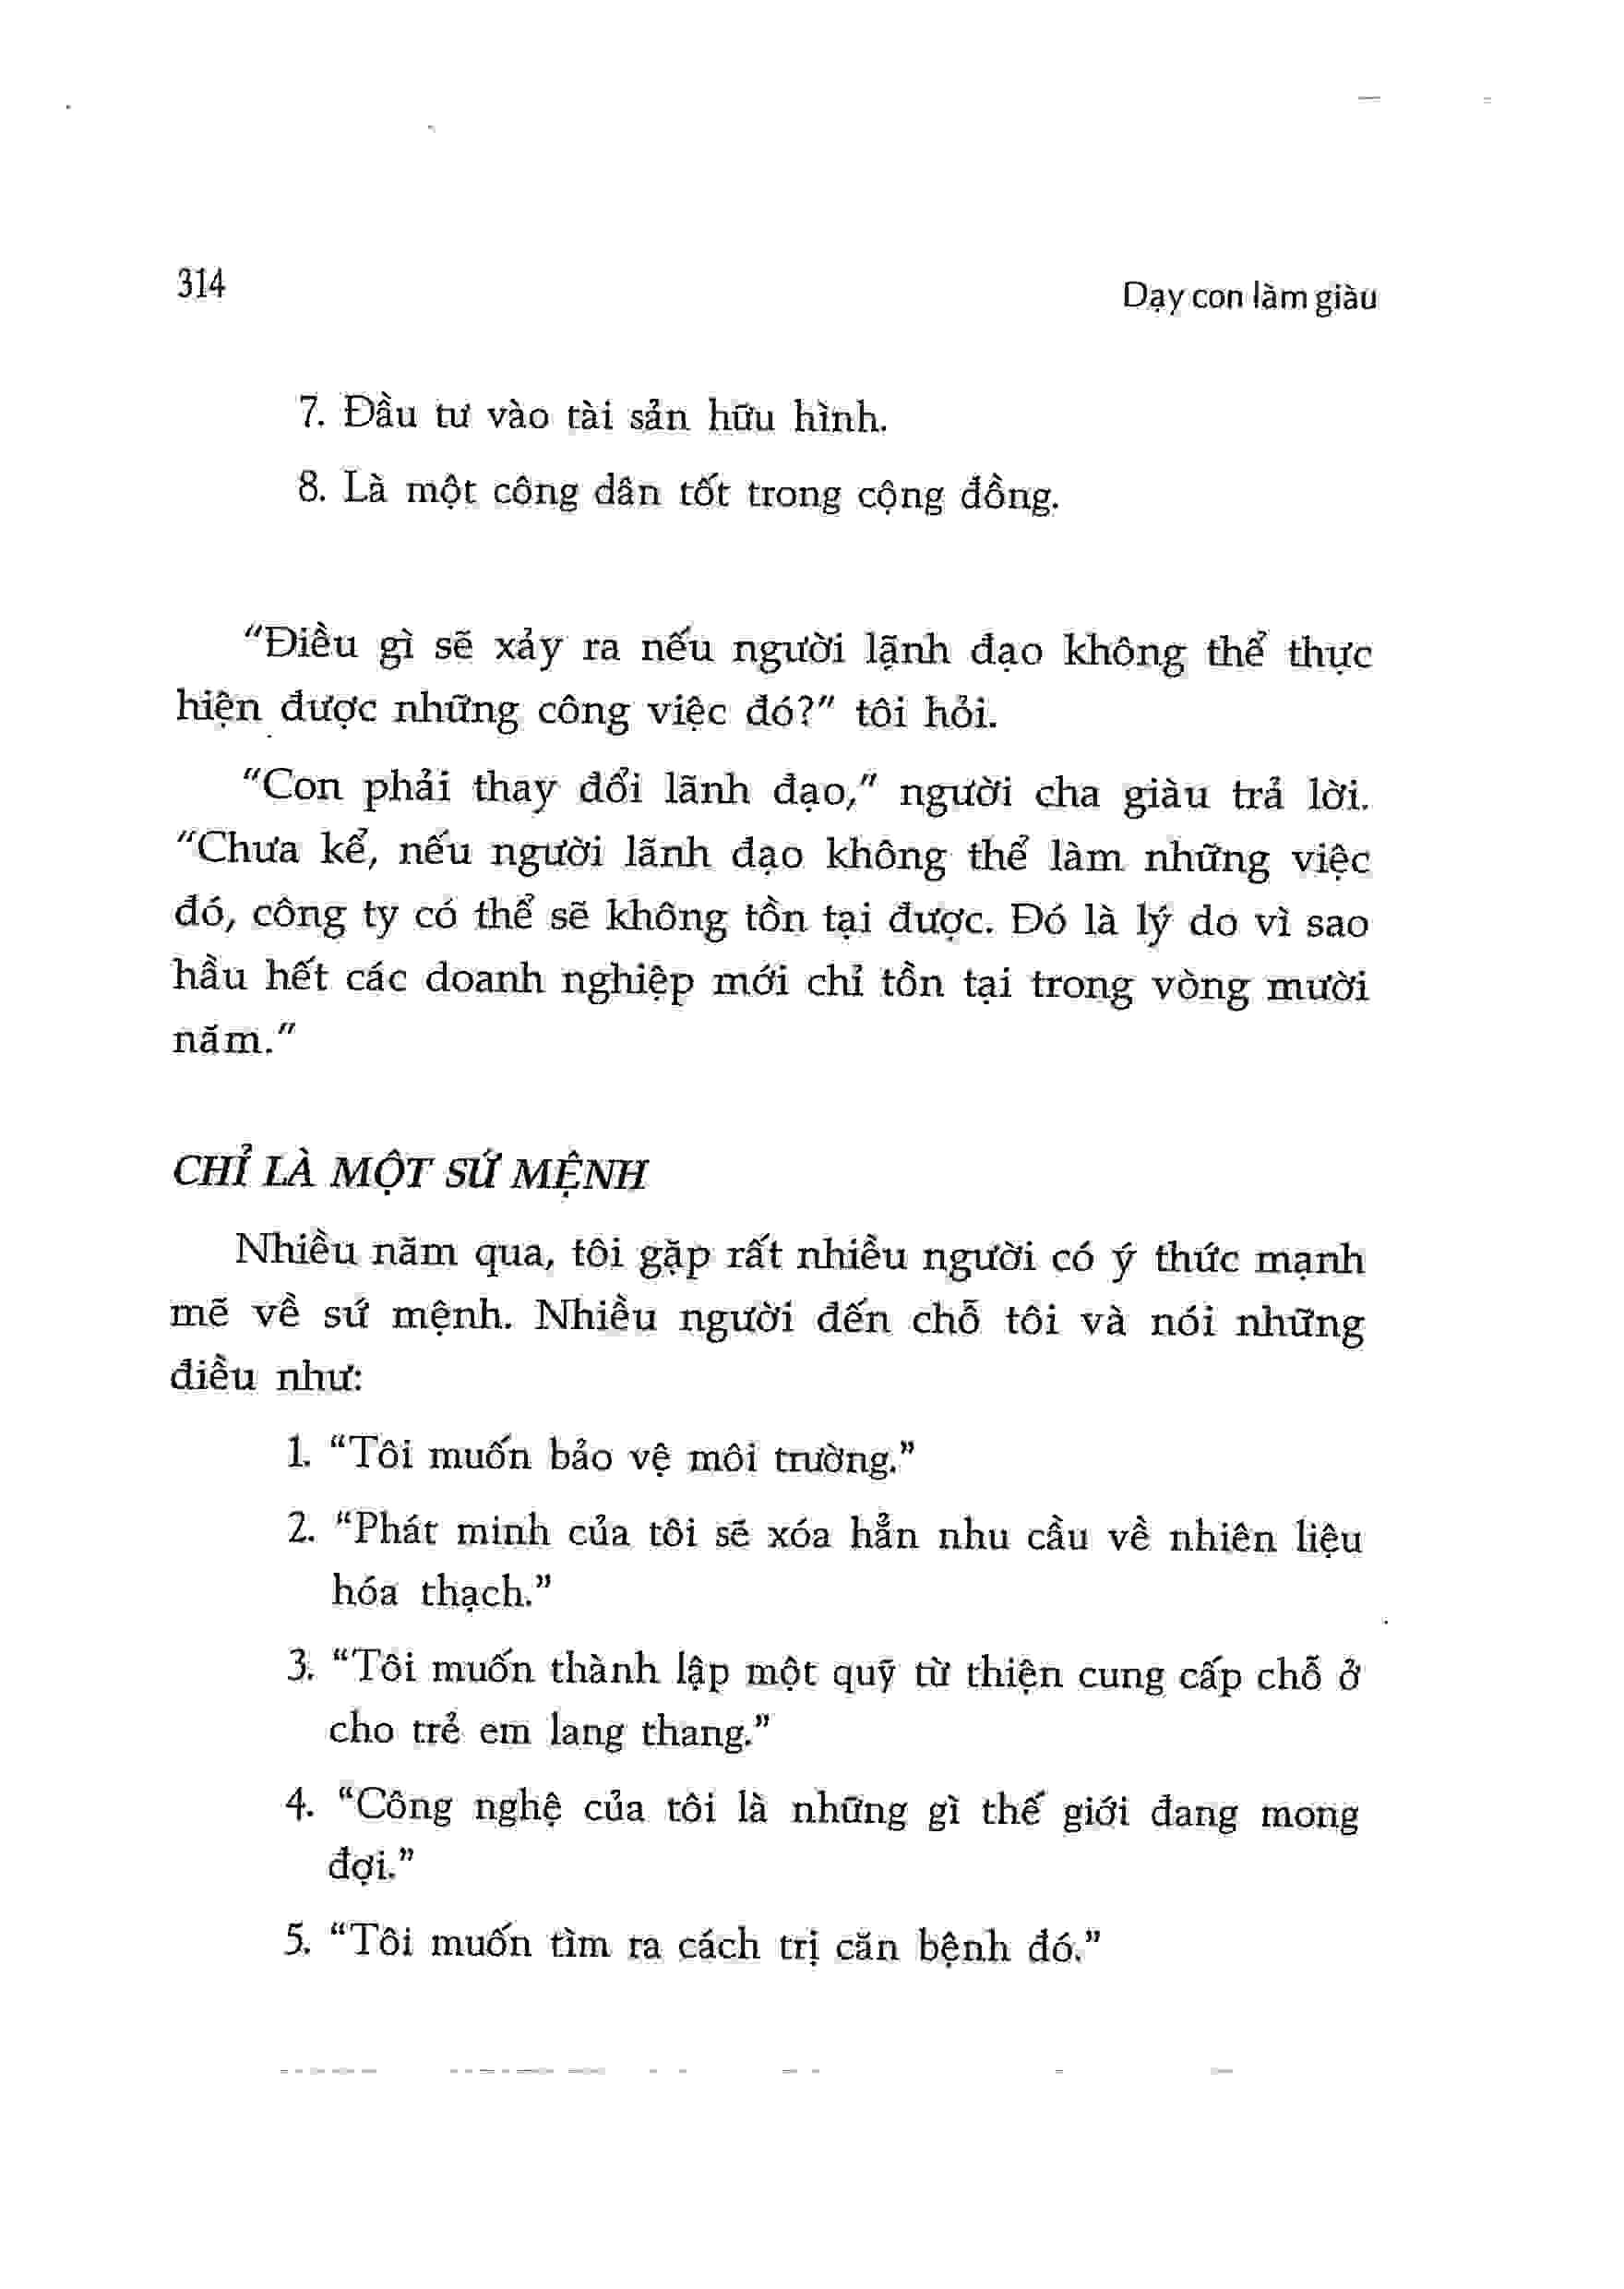 314
Dạy con làm giàu
7. Đầu tư vào tài sản hữu hình.
8. Là một công dân tốt trong cộng đồng.
"Điều gì sẽ xảy ra nếu người lãnh đạo không thể thực
hiện được những công việc đó?" tôi hỏi.
"Con phải thay đổi lãnh đạo," người cha giàu trả lời.
"Chưa kể, nếu người lãnh đạo không thể làm những việc
đó, công ty có thể sẽ không tồn tại được. Đó là lý do vì sao
hầu hết các doanh nghiệp mới chỉ tồn tại trong vòng mười
năm."
CHỈ LÀ MỘT SỨ MỆNH
Nhiều năm qua, tôi gặp rất nhiều người có ý thức mạnh
mẽ về sứ mệnh. Nhiều người đến chỗ tôi và nói những
điều như:
1. “Tôi muốn bảo vệ môi trường.”
2. “Phát minh của tôi sẽ xóa hẳn nhu cầu về nhiên liệu
hóa thạch.”
3. “Tôi muốn thành lập một quỹ từ thiện cung cấp chỗ ở
cho trẻ em lang thang.”
4. “Công nghệ của tôi là những gì thế giới đang mong
đợi.”
5. “Tôi muốn tìm ra cách trị căn bệnh đó.”